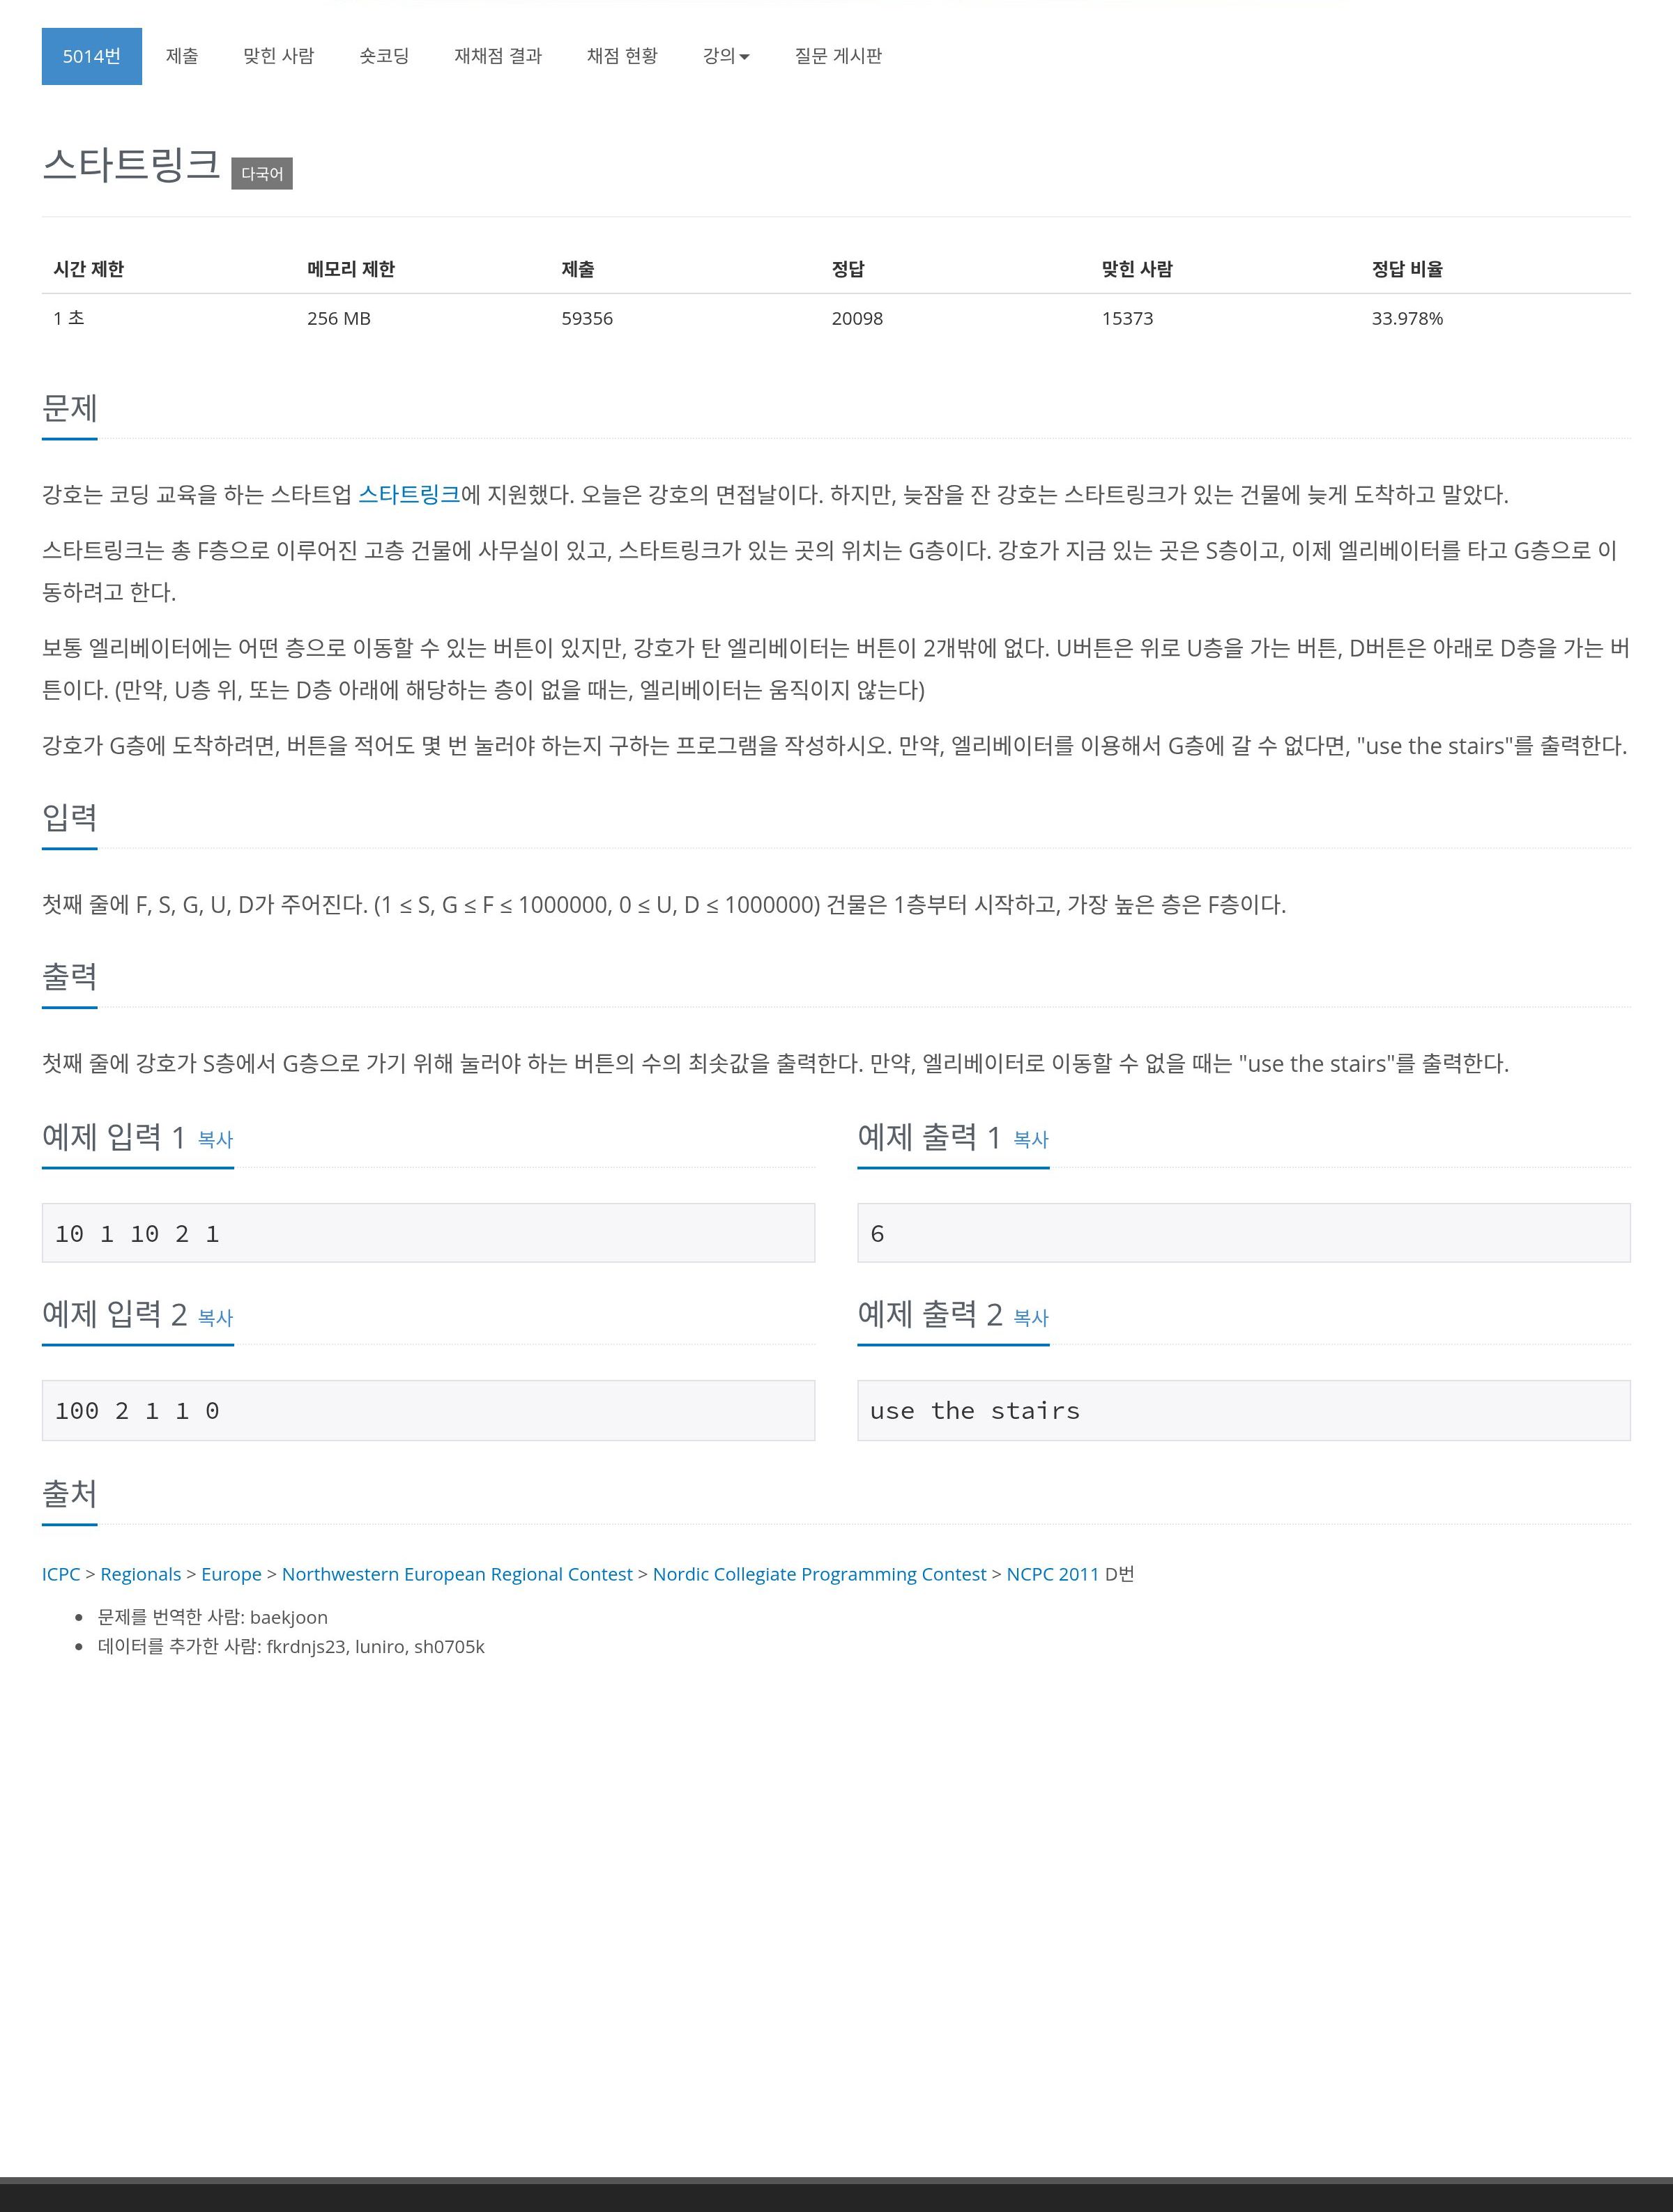 5014번 제출 맞힌 사람 숏코딩 재채점 결과 채점 현황 강의 질문 게시판
스타트링크 다국어
시간 제한 메모리 제한 제출 정답 맞힌 사람 정답 비율
1 초 256 MB 59356 20098 15373 33.978%
문제
강호는 코딩 교육을 하는 스타트업 스타트링크에 지원했다. 오늘은 강호의 면접날이다. 하지만, 늦잠을 잔 강호는 스타트링크가 있는 건물에 늦게 도착하고 말았다.
스타트링크는 총 F층으로 이루어진 고층 건물에 사무실이 있고, 스타트링크가 있는 곳의 위치는 G층이다. 강호가 지금 있는 곳은 S층이고, 이제 엘리베이터를 타고 G층으로 이
동하려고 한다.
보통 엘리베이터에는 어떤 층으로 이동할 수 있는 버튼이 있지만, 강호가 탄 엘리베이터는 버튼이 2개밖에 없다. U버튼은 위로 U층을 가는 버튼, D버튼은 아래로 D층을 가는 버
튼이다. (만약, U층 위, 또는 D층 아래에 해당하는 층이 없을 때는, 엘리베이터는 움직이지 않는다)
강호가 G층에 도착하려면, 버튼을 적어도 몇 번 눌러야 하는지 구하는 프로그램을 작성하시오. 만약, 엘리베이터를 이용해서 G층에 갈 수 없다면, "use the stairs"를 출력한다.
입력
첫째 줄에 F, S, G, U, D가 주어진다. (1 ≤ S, G ≤ F ≤ 1000000, 0 ≤ U, D ≤ 1000000) 건물은 1층부터 시작하고, 가장 높은 층은 F층이다.
출력
첫째 줄에 강호가 S층에서 G층으로 가기 위해 눌러야 하는 버튼의 수의 최솟값을 출력한다. 만약, 엘리베이터로 이동할 수 없을 때는 "use the stairs"를 출력한다.
예제 입력 1 복사 예제 출력 1 복사
10 1 10 2 1 6
예제 입력 2 복사 예제 출력 2 복사
100 2 1 1 0 use the stairs
출처
ICPC > Regionals > Europe > Northwestern European Regional Contest > Nordic Collegiate Programming Contest > NCPC 2011 D번
• 문제를 번역한 사람: baekjoon
• 데이터를 추가한 사람: fkrdnjs23, luniro, sh0705k